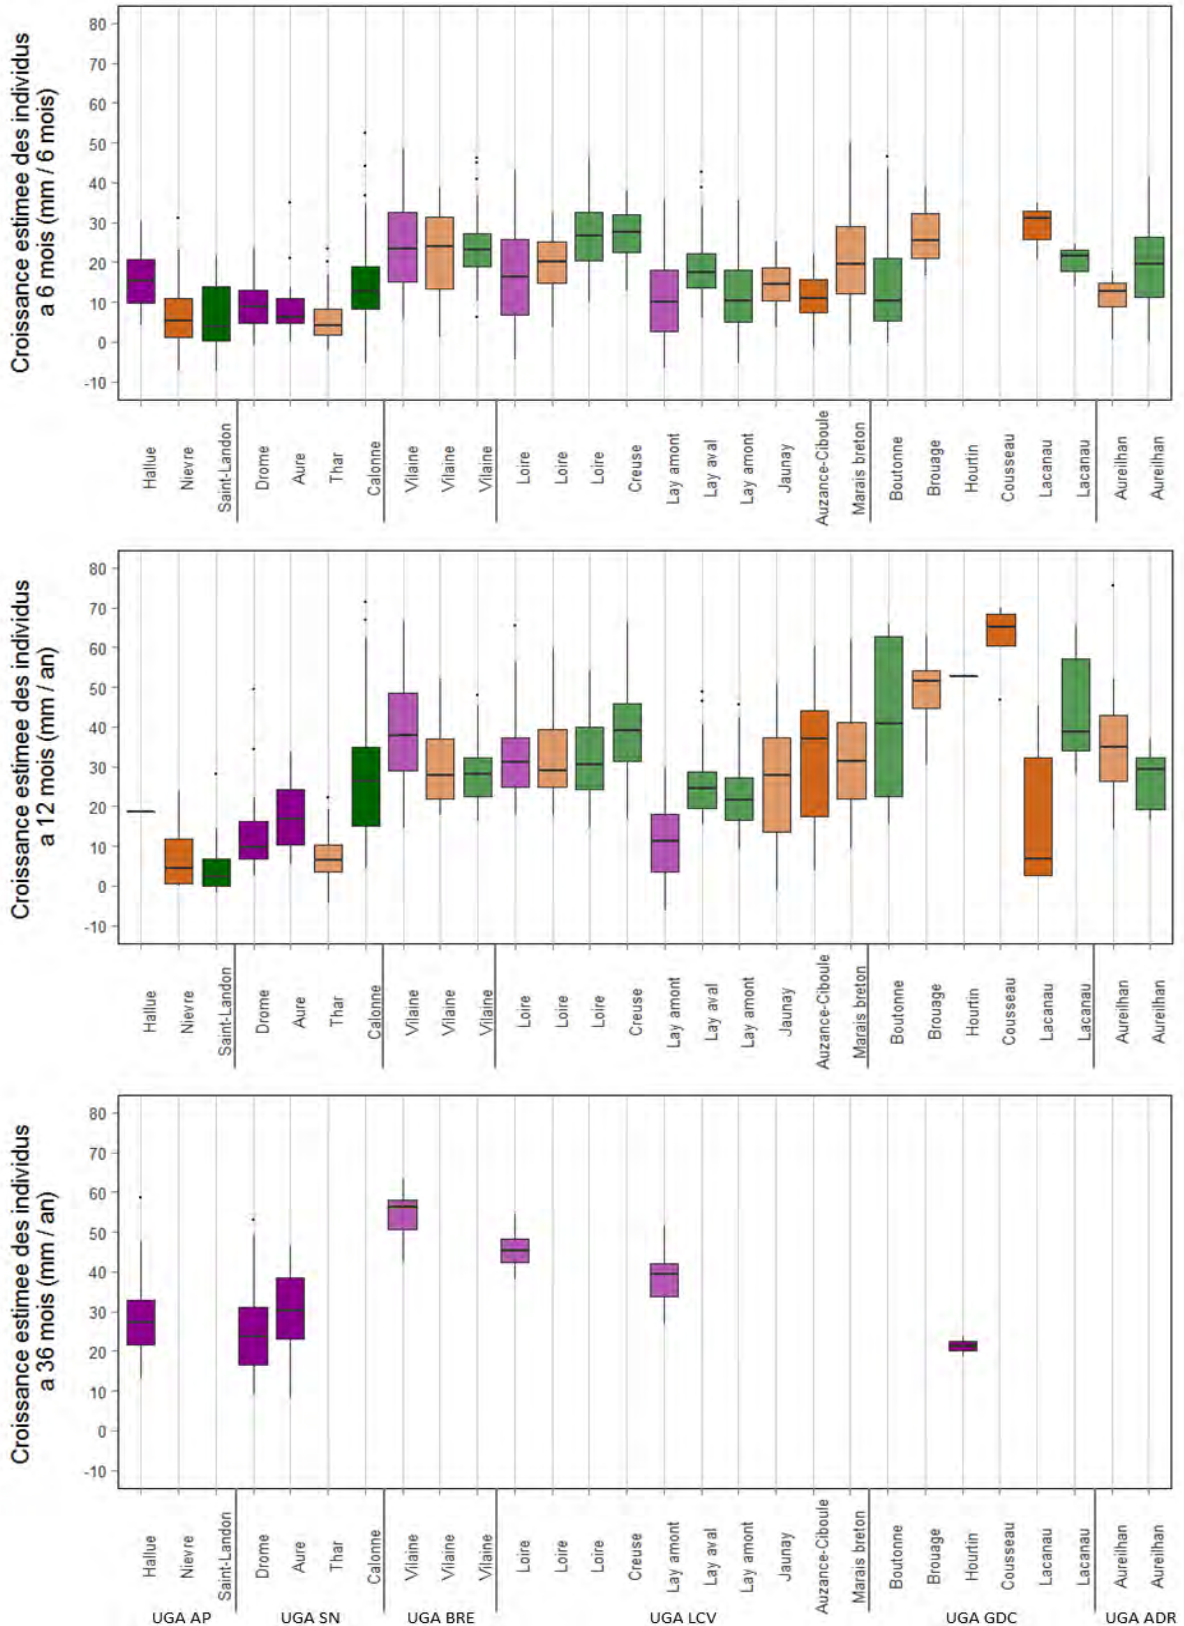 Croissance estimee des individus
a 6 mois (mm / 6 mois)
80
70
60
50
40
30
20
10
0
-10
Hallue
Nievre
Saint-Landon
Drome
Aure
Thar
Calonne
Vilaine
Vilaine
Vilaine
Loire
Loire
Loire
Creuse
Lay amont
Lay aval
Lay amont
Jaunay
Auzance-Ciboule
Marais breton
Boutonne
Brouage
Hourtin
Cousseau
Lacanau
Lacanau
Aureilhan
Aureilhan
Croissance estimee des individus
a 12 mois (mm / an)
80
70
60
50
40
30
20
10
0
-10
Hallue
Nievre
Saint-Landon
Drome
Aure
Thar
Calonne
Vilaine
Vilaine
Vilaine
Loire
Loire
Loire
Creuse
Lay amont
Lay aval
Lay amont
Jaunay
Auzance-Ciboule
Marais breton
Boutonne
Brouage
Hourtin
Cousseau
Lacanau
Lacanau
Aureilhan
Aureilhan
Croissance estimee des individus
a 36 mois (mm / an)
80
70
60
50
40
30
20
10
0
-10
Hallue
Nievre
Saint-Landon
Drome
Aure
Thar
Calonne
Vilaine
Vilaine
Vilaine
Loire
Loire
Loire
Creuse
Lay amont
Lay aval
Lay amont
Jaunay
Auzance-Ciboule
Marais breton
Boutonne
Brouage
Hourtin
Cousseau
Lacanau
Lacanau
Aureilhan
Aureilhan
UGA AP
UGA SN
UGA BRE
UGA LCV
UGA GDC
UGA ADR